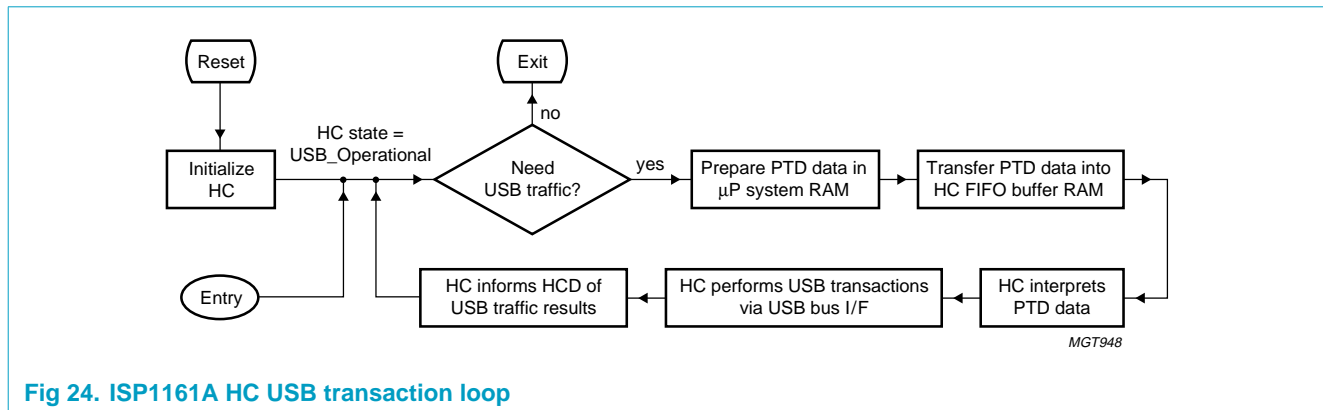 Reset
Exit
no
HC state =
USB_Operational
Initialize
HC
Need
USB traffic?
yes
Prepare PTD data in
μP system RAM
Transfer PTD data into
HC FIFO buffer RAM
Entry
HC informs HCD of
USB traffic results
HC performs USB transactions
via USB bus I/F
HC interprets
PTD data
MGT948
Fig 24. ISP1161A HC USB transaction loop